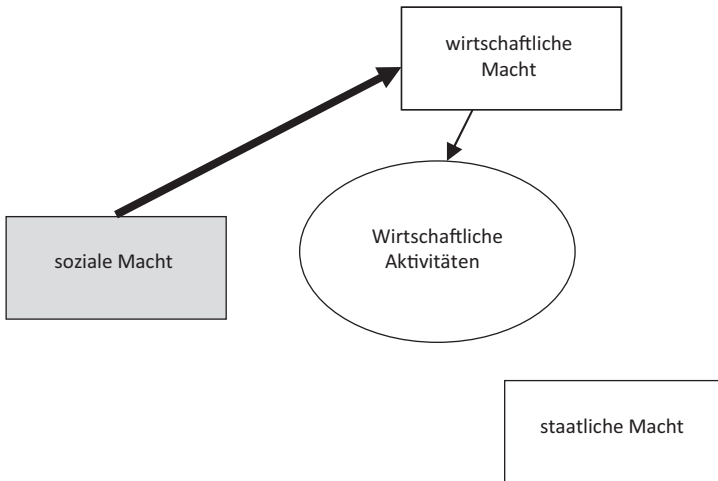 wirtschaftliche
Macht
soziale Macht
Wirtschaftliche
Aktivitäten
staatliche Macht